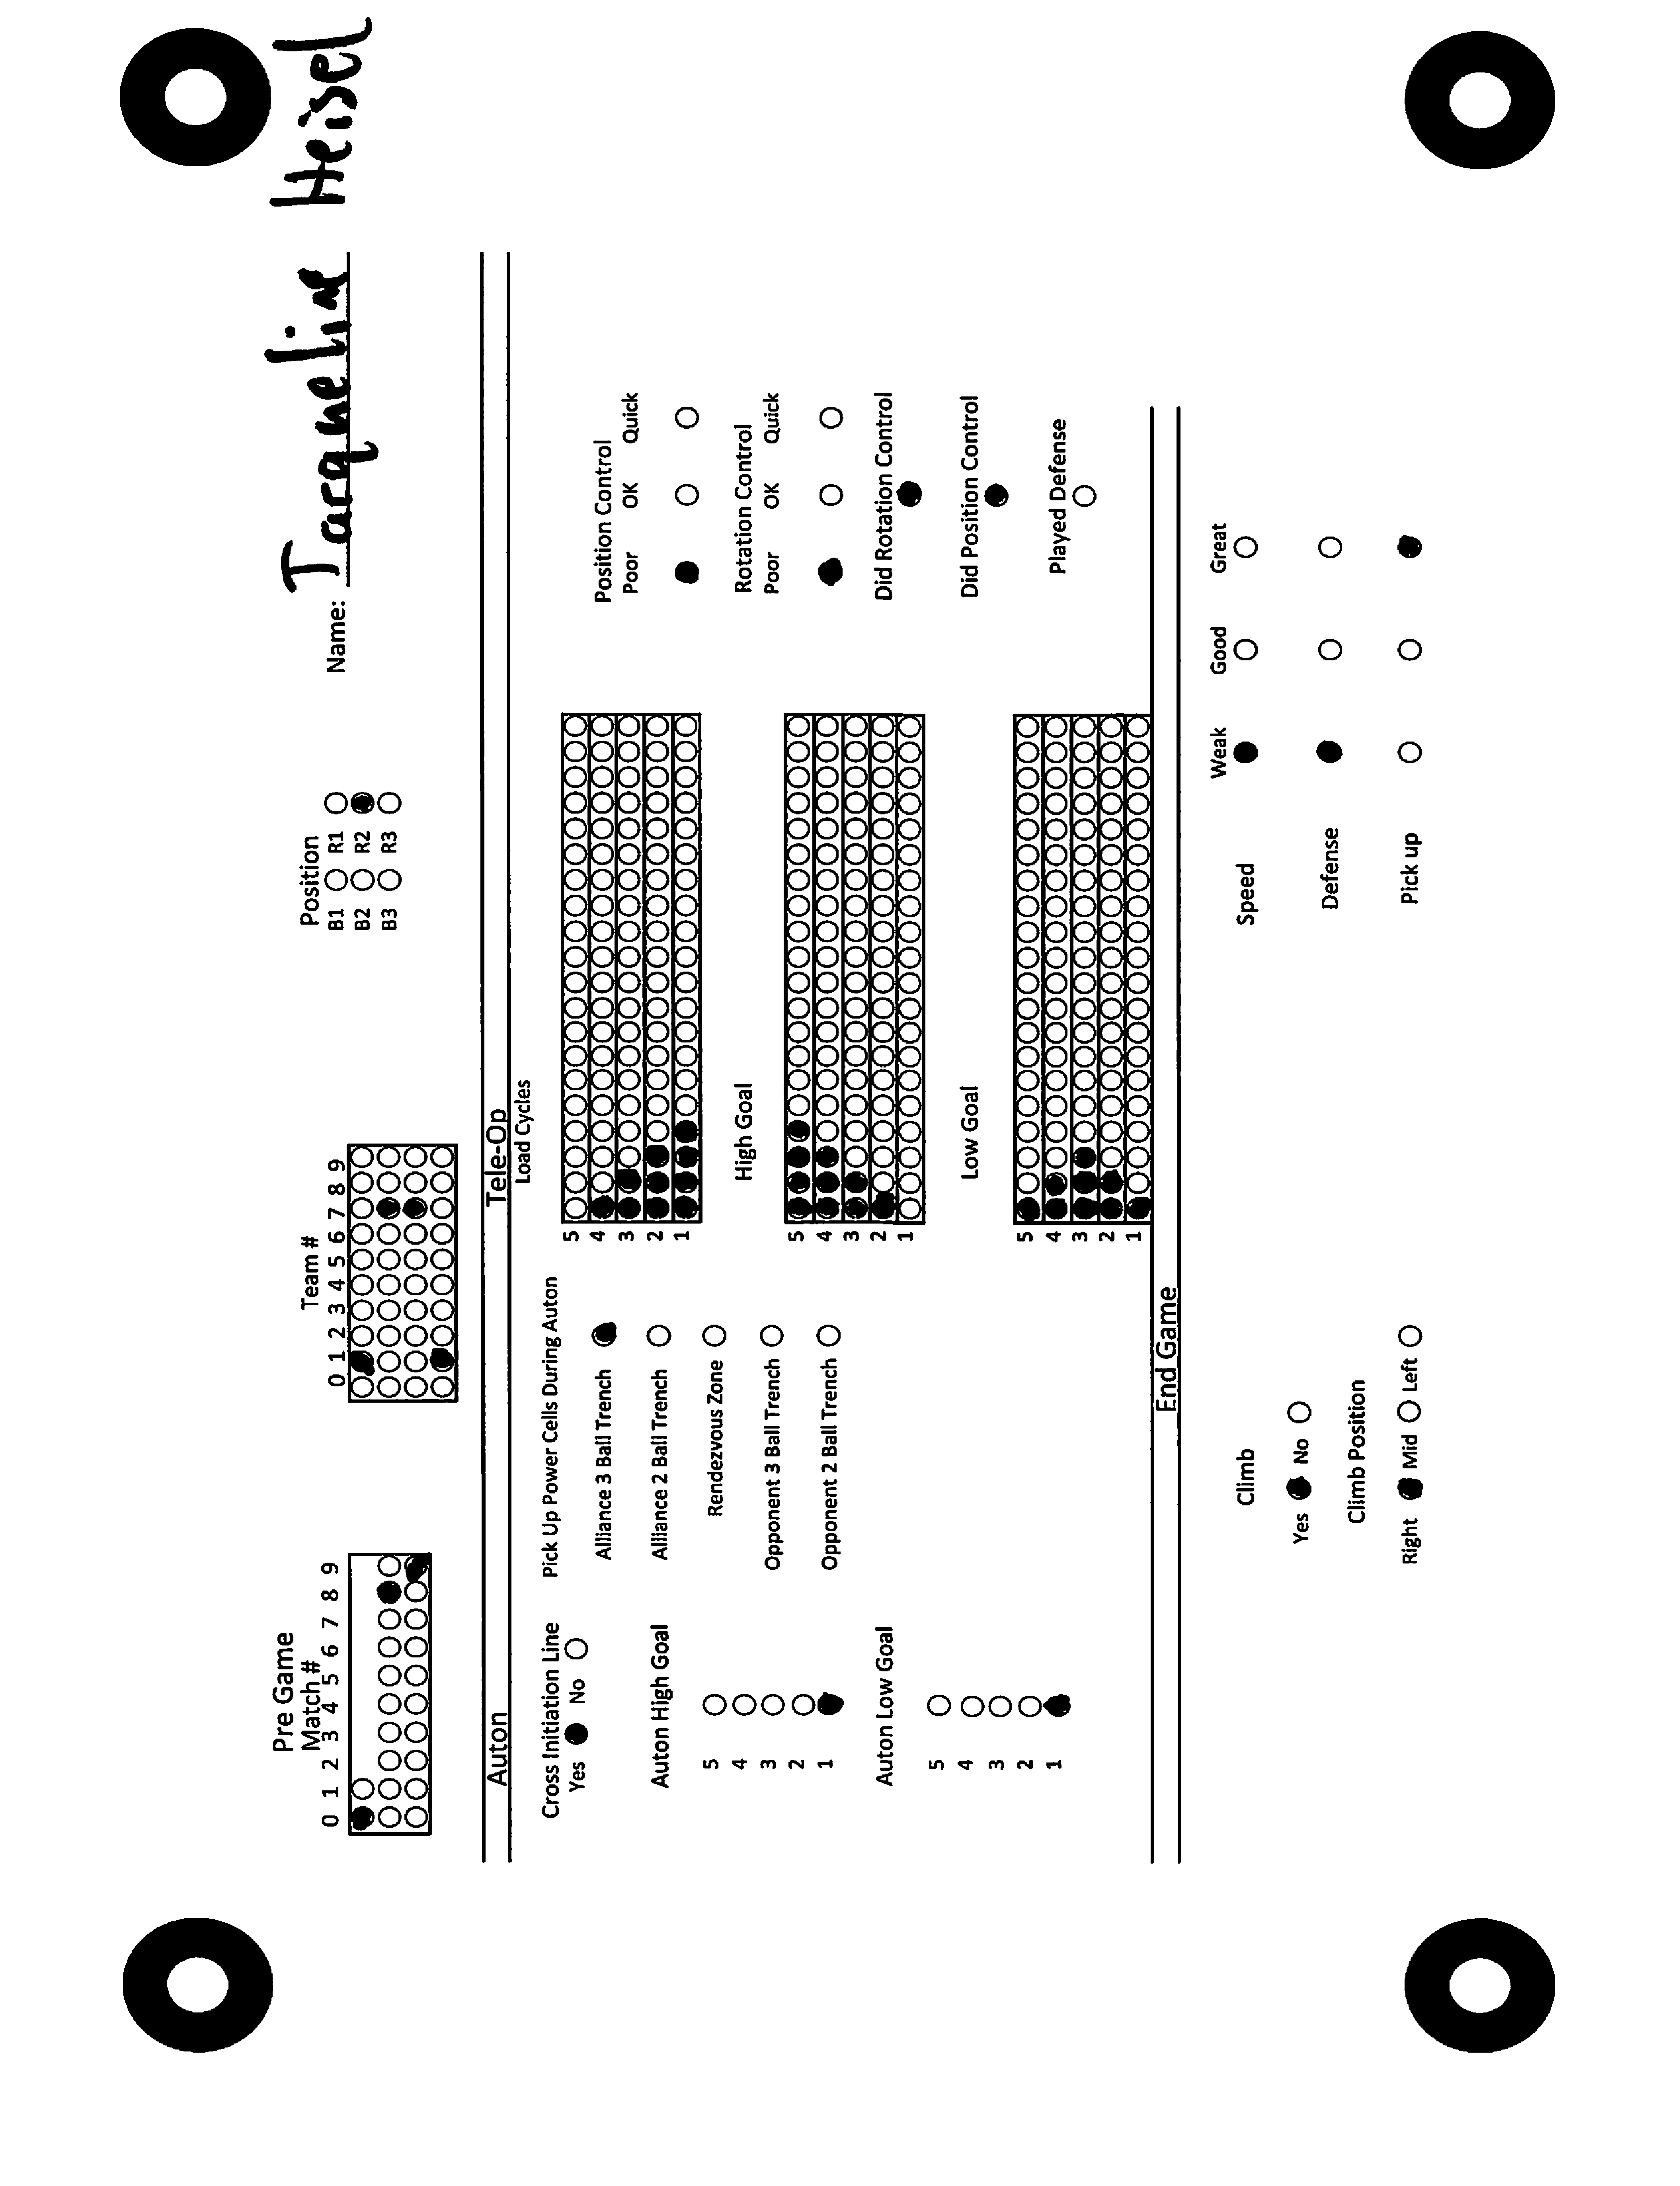 Pre Game
Match #
0 1 2 3 4 5 6 7 8 9
Team #
0 1 2 3 4 5 6 7 8 9
Position
B1 R1
B2 R2
B3 R3
Name: Jacqueline Heisel
Auton
Cross Initiation Line
Yes No
Auton High Goal
5
4
3
2
1
Auton Low Goal
5
4
3
2
1
Pick Up Power Cells During Auton
Alliance 3 Ball Trench
Alliance 2 Ball Trench
Rendezvous Zone
Opponent 3 Ball Trench
Opponent 2 Ball Trench
Tele-Op
Load Cycles
5
4
3
2
1
High Goal
5
4
3
2
1
Low Goal
5
4
3
2
1
Position Control
Poor OK Quick
Rotation Control
Poor OK Quick
Did Rotation Control
Did Position Control
Played Defense
End Game
Climb
Yes No
Climb Position
Right Mid Left
Weak Good Great
Speed
Defense
Pick up